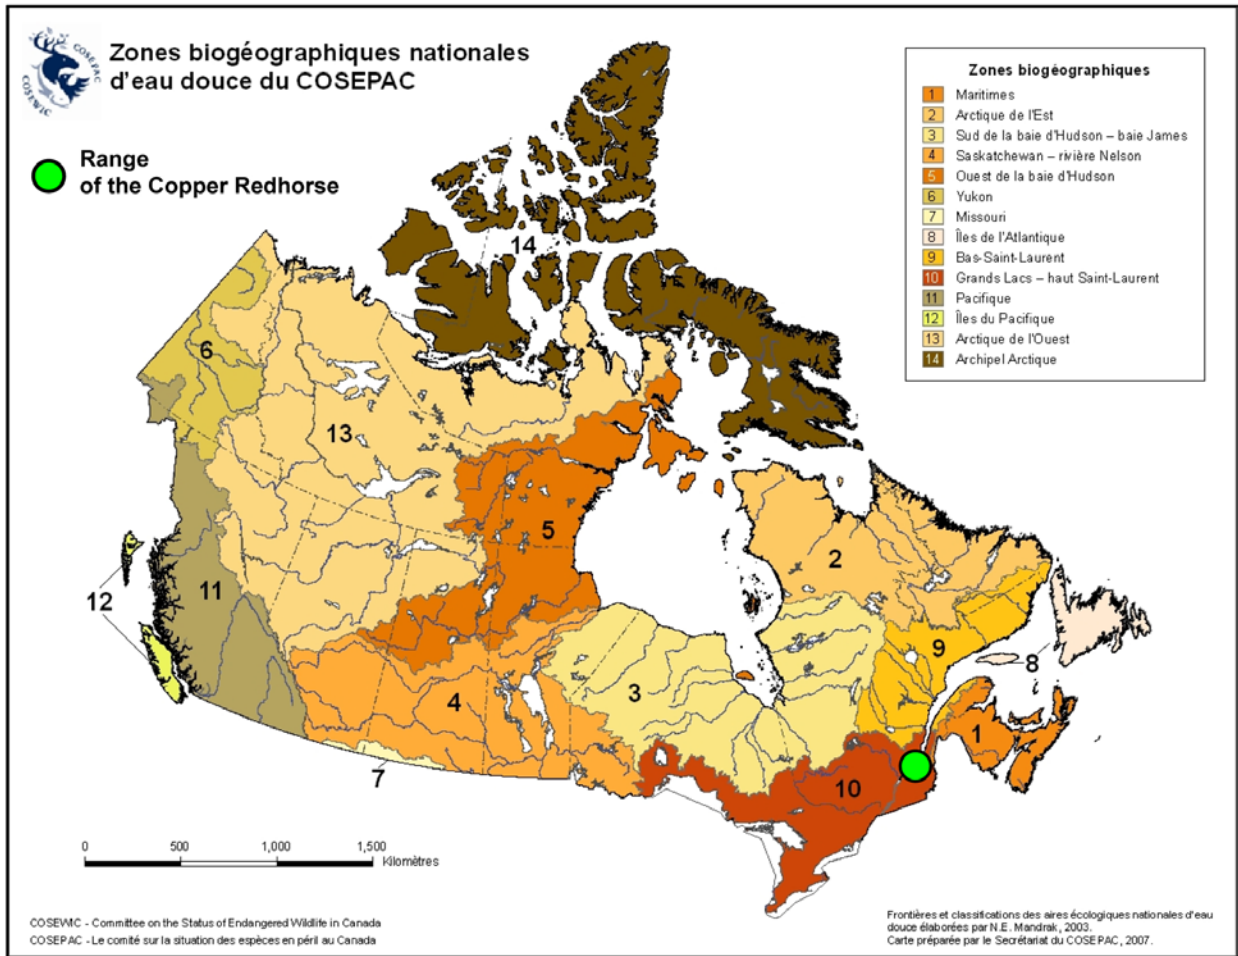 Zones biogéographiques nationales
d'eau douce du COSEPAC
COSEPAC
COSEWIC
Range
of the Copper Redhorse
Zones biogéographiques
1 Maritimes
2 Arctique de l'Est
3 Sud de la baie d'Hudson – baie James
4 Saskatchewan – rivière Nelson
5 Ouest de la baie d'Hudson
6 Yukon
7 Missouri
8 Îles de l'Atlantique
9 Bas-Saint-Laurent
10 Grands Lacs – haut Saint-Laurent
11 Pacifique
12 Îles du Pacifique
13 Arctique de l'Ouest
14 Archipel Arctique
14
6
13
5
2
12
11
9
8
3
4
1
7
10
0 500 1,000 1,500
Kilomètres
COSEWIC - Committee on the Status of Endangered Wildlife in Canada
COSEPAC - Le comité sur la situation des espèces en péril au Canada
Frontières et classifications des aires écologiques nationales d'eau
douce élaborées par N.E. Mandrak, 2003.
Carte préparée par le Secrétariat du COSEPAC, 2007.